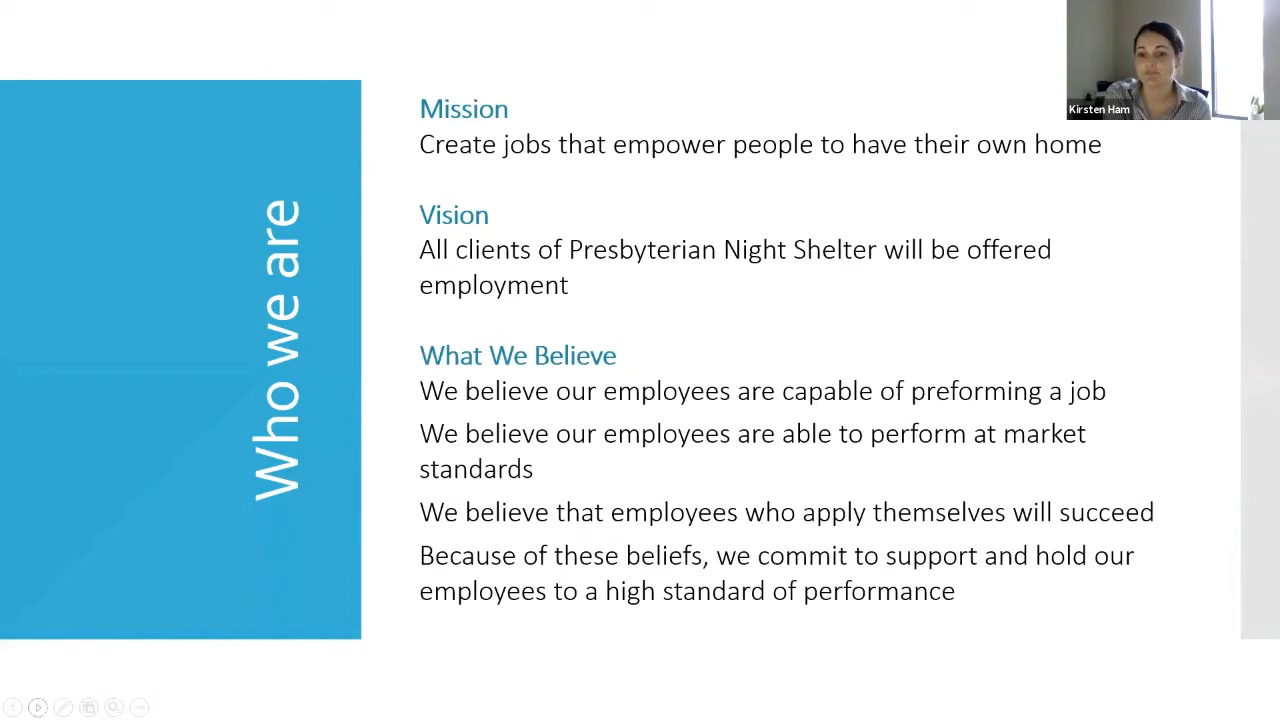 Who we are
Mission
Create jobs that empower people to have their own home
Vision
All clients of Presbyterian Night Shelter will be offered
employment
What We Believe
We believe our employees are capable of preforming a job
We believe our employees are able to perform at market
standards
We believe that employees who apply themselves will succeed
Because of these beliefs, we commit to support and hold our
employees to a high standard of performance
Kirsten Ham